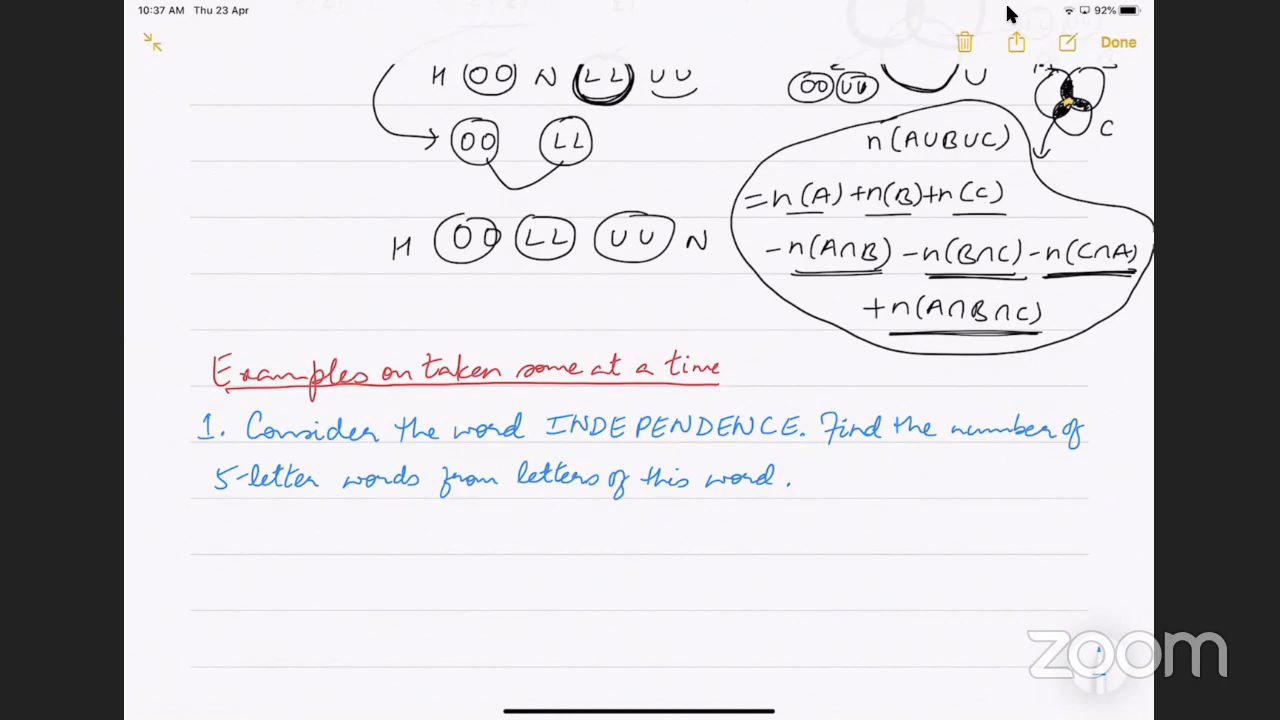 10:37 AM Thu 23 Apr
92%
Done
H OO N LL UU
OO UU U
C
OO LL
n(A∪B∪C)
=n(A)+n(B)+n(C)
H OO LL UU N
-n(A∩B) -n(B∩C) -n(C∩A)
+n(A∩B∩C)
Examples on taken some at a time
1. Consider the word INDEPENDENCE. Find the number of
5-letter words from letters of this word.
zoom